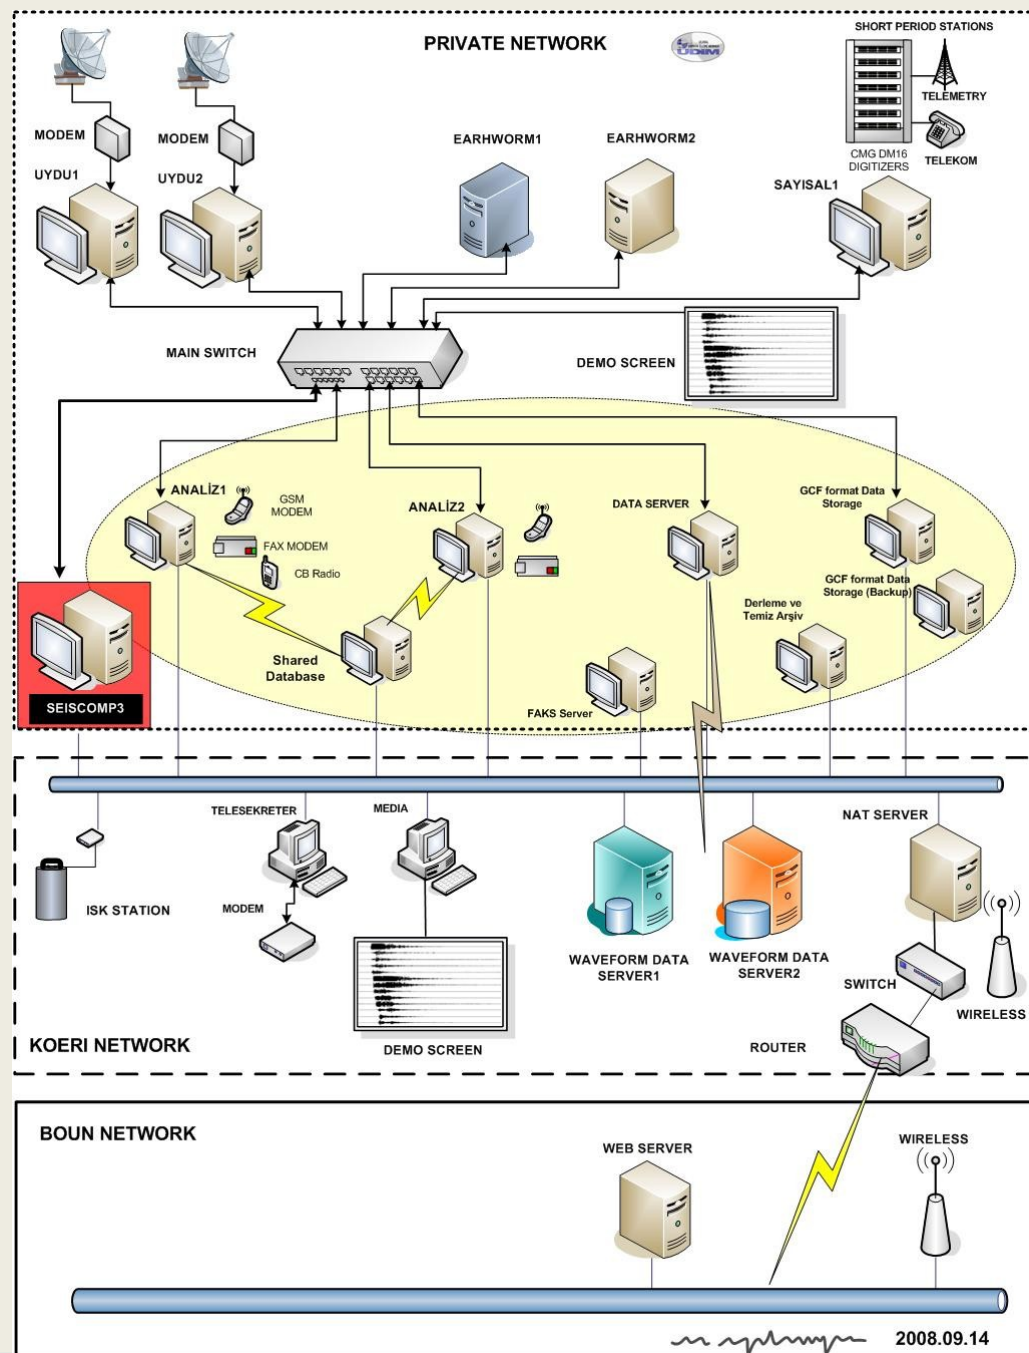 PRIVATE NETWORK
UDIM
SHORT PERIOD STATIONS
TELEMETRY
TELEKOM
CMG DM16
DIGITIZERS
MODEM
MODEM
UYDU1
UYDU2
EARHWORM1
EARHWORM2
SAYISAL1
MAIN SWITCH
DEMO SCREEN
ANALİZ1
GSM
MODEM
FAX MODEM
CB Radio
ANALİZ2
DATA SERVER
GCF format Data
Storage
GCF format Data
Storage (Backup)
Derleme ve
Temiz Arşiv
Shared
Database
FAKS Server
SEISCOMP3
TELESEKRETER
MEDIA
NAT SERVER
ISK STATION
MODEM
WAVEFORM DATA
SERVER1
WAVEFORM DATA
SERVER2
SWITCH
WIRELESS
ROUTER
DEMO SCREEN
KOERI NETWORK
BOUN NETWORK
WEB SERVER
WIRELESS
2008.09.14